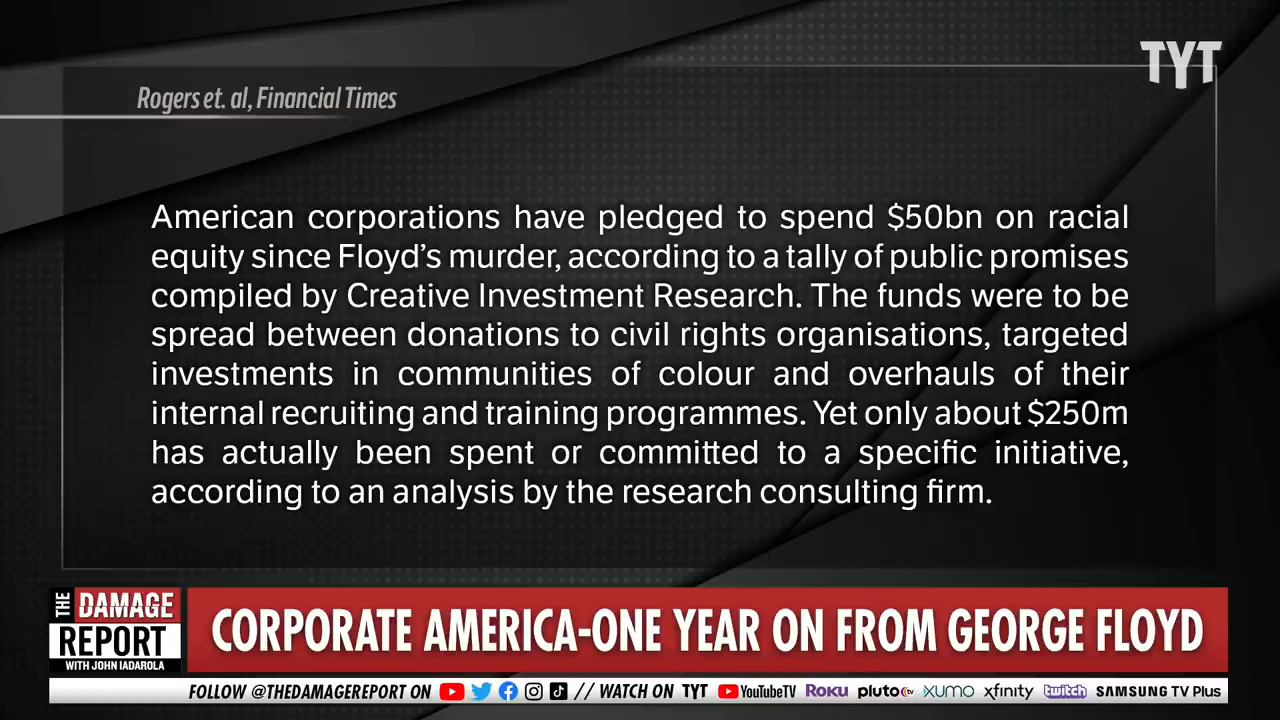 TYT
Rogers et. al, Financial Times
American corporations have pledged to spend $50bn on racial
equity since Floyd's murder, according to a tally of public promises
compiled by Creative Investment Research. The funds were to be
spread between donations to civil rights organisations, targeted
investments in communities of colour and overhauls of their
internal recruiting and training programmes. Yet only about $250m
has actually been spent or committed to a specific initiative,
according to an analysis by the research consulting firm.
THE DAMAGE REPORT
WITH JOHN IADAROLA
CORPORATE AMERICA-ONE YEAR ON FROM GEORGE FLOYD
FOLLOW @THEDAMAGEREPORT ON // WATCH ON TYT YouTubeTV ROKU pluto tv XUMO xfinity twitch SAMSUNG TV Plus